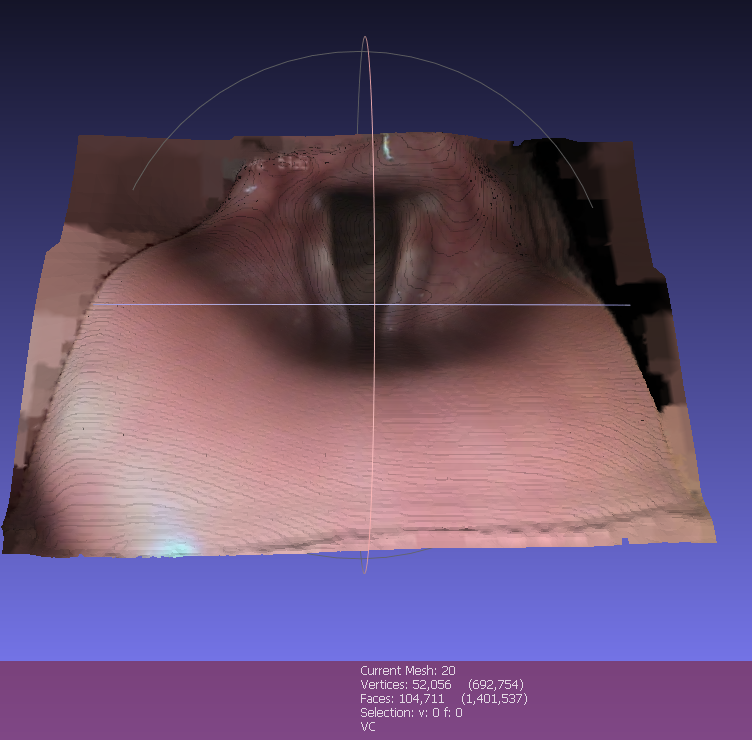 Current Mesh: 20
Vertices: 52,056 (692,754)
Faces: 104,711 (1,401,537)
Selection: v: 0 f: 0
VC